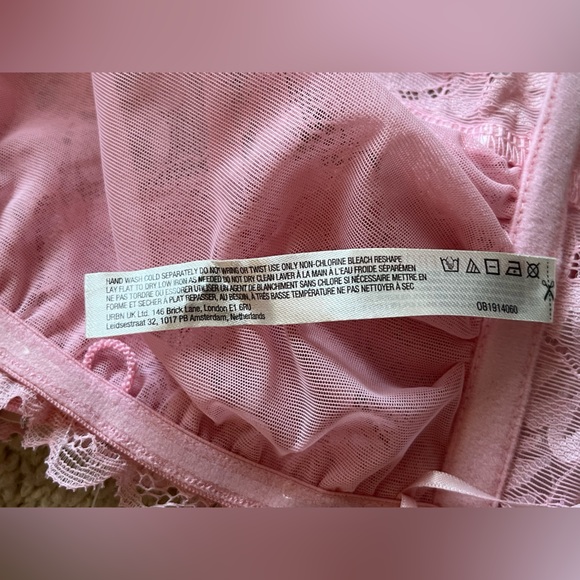 HAND WASH COLD SEPARATELY DO NOT WRING OR TWIST USE ONLY NON-CHLORINE BLEACH RESHAPE
LAY FLAT TO DRY LOW IRON AS NEEDED DO NOT DRY CLEAN LAVER À LA MAIN À L'EAU FROIDE SÉPARÉMEN
NE PAS TORDRE OU ESSORER UTILISER UN AGENT DE BLANCHIMENT SANS CHLORE SI NÉCESSAIRE METTRE EN
FORME ET SÉCHER À PLAT REPASSER, AU BESOIN, À TRÈS BASSE TEMPÉRATURE NE PAS NETTOYER À SEC
URBN UK Ltd. 146 Brick Lane, London E1 6RU
Leidsestraat 32, 1017 PB Amsterdam, Netherlands
OB1914060